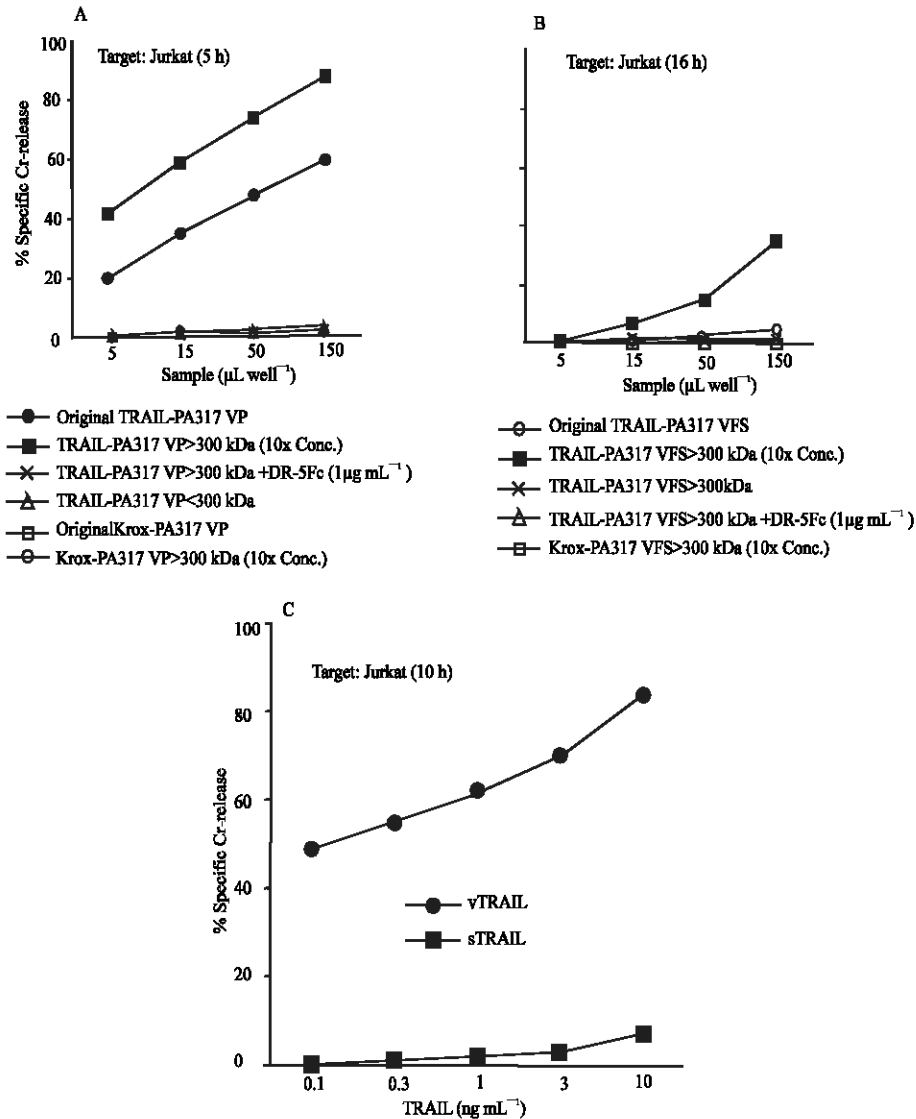 A
Target: Jurkat (5 h)
% Specific Cr-release
100
80
60
40
20
0
5 15 50 150
Sample (µL well⁻¹)
Original TRAIL-PA317 VP
TRAIL-PA317 VP>300 kDa (10x Conc.)
TRAIL-PA317 VP>300 kDa +DR-5Fc (1µg mL⁻¹)
TRAIL-PA317 VP<300 kDa
OriginalKrox-PA317 VP
Krox-PA317 VP>300 kDa (10x Conc.)
B
Target: Jurkat (16 h)
5 15 50 150
Sample (µL well⁻¹)
Original TRAIL-PA317 VFS
TRAIL-PA317 VFS>300 kDa (10x Conc.)
TRAIL-PA317 VFS>300kDa
TRAIL-PA317 VFS>300 kDa +DR-5Fc (1µg mL⁻¹)
Krox-PA317 VFS>300 kDa (10x Conc.)
C
Target: Jurkat (10 h)
% Specific Cr-release
100
80
60
40
20
0
vTRAIL
sTRAIL
0.1 0.3 1 3 10
TRAIL (ng mL⁻¹)